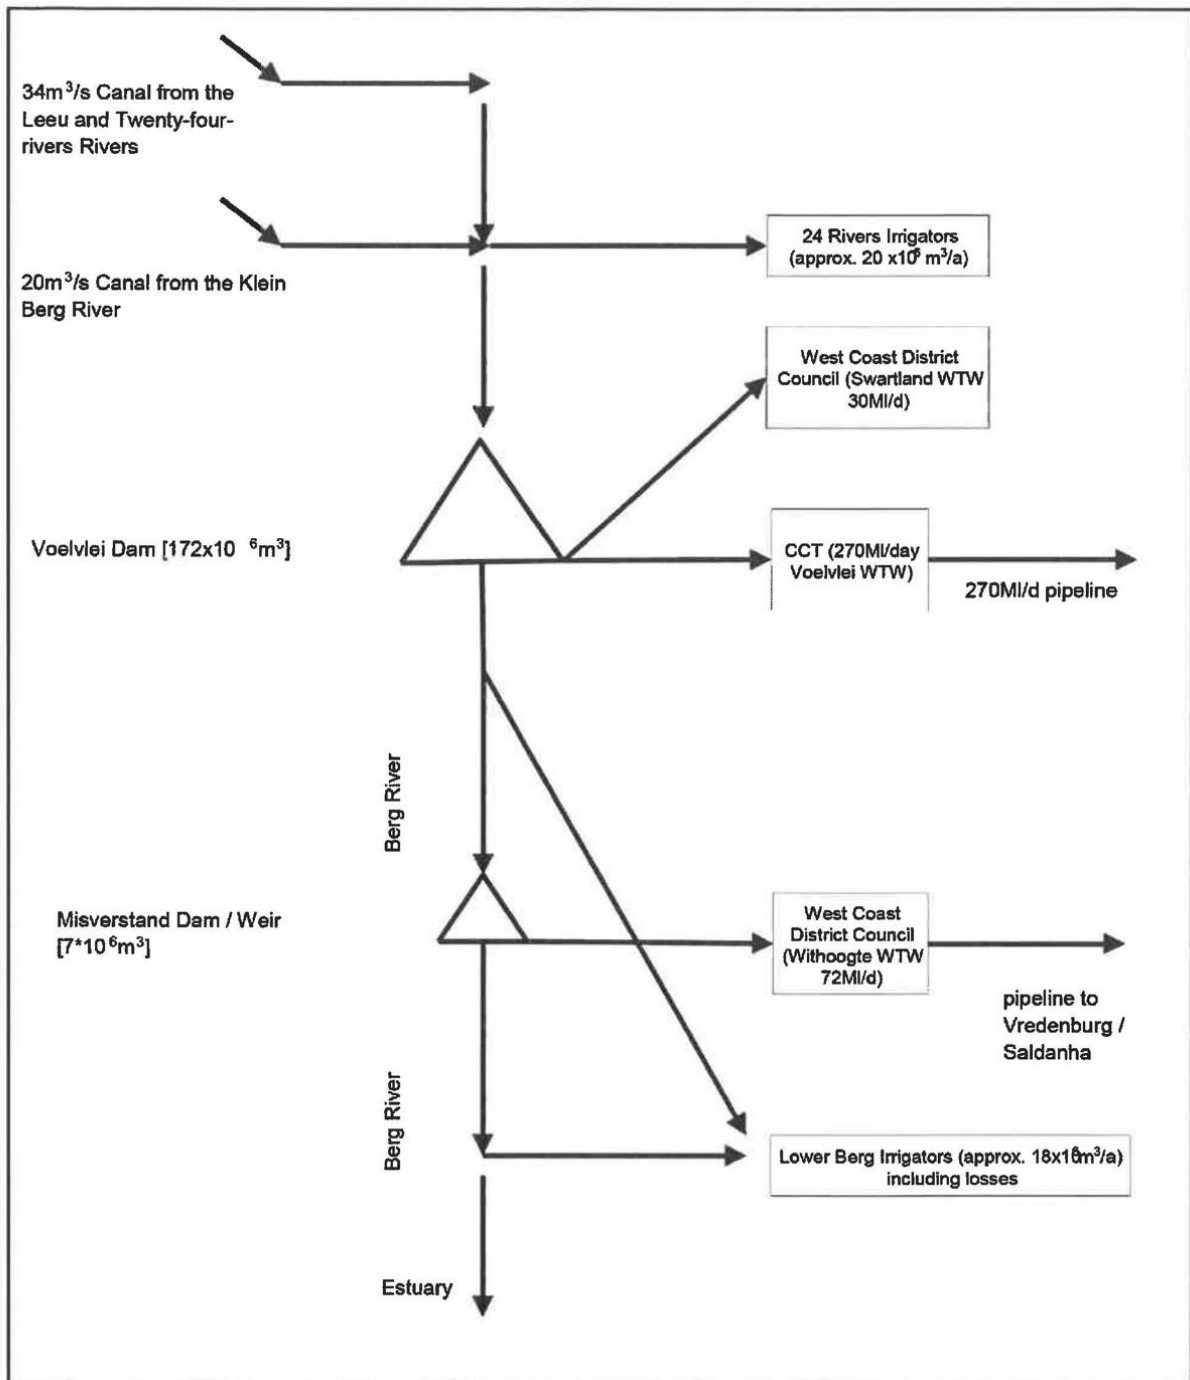 34m³/s Canal from the
Leeu and Twenty-four-
rivers Rivers
24 Rivers Irrigators
(approx. 20 x10⁶ m³/a)
20m³/s Canal from the Klein
Berg River
West Coast District
Council (Swartland WTW
30Ml/d)
Voelvlei Dam [172x10 ⁶m³]
CCT (270Ml/day
Voelvlei WTW)
270Ml/d pipeline
Berg River
Misverstand Dam / Weir
[7*10⁶m³]
West Coast
District Council
(Withoogte WTW
72Ml/d)
pipeline to
Vredenburg /
Saldanha
Berg River
Lower Berg Irrigators (approx. 18x10⁶m³/a)
including losses
Estuary